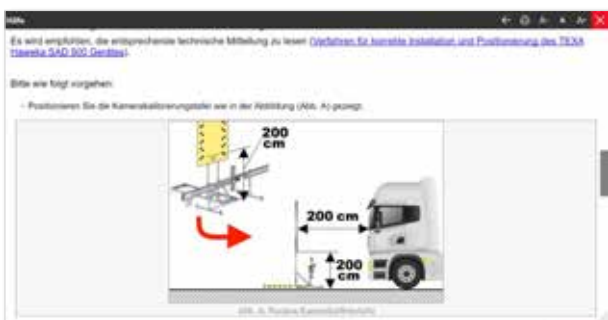 Hilfe
Es wird empfohlen, die entsprechende technische Mitteilung zu lesen (Verfahren für korrekte Installation und Positionierung des TEXA
Haweka SAD 900 Gerätes).
Bitte wie folgt vorgehen:
- Positionieren Sie die Kamerakalibrierungstafel wie in der Abbildung (Abb. A) gezeigt.
200
cm
200 cm
200
cm